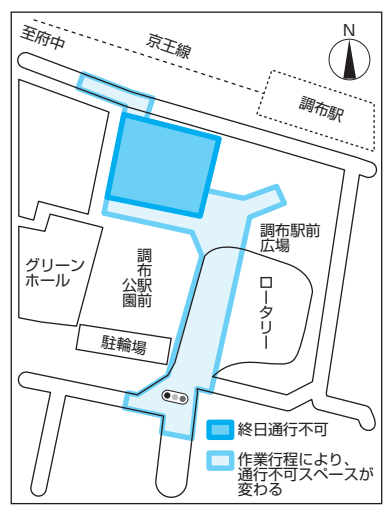 至府中
京王線
N
調布駅
調布駅前
広場
グリーン
ホール
調布駅前
公園
ロータリー
駐輪場
終日通行不可
作業行程により、
通行不可スペースが
変わる